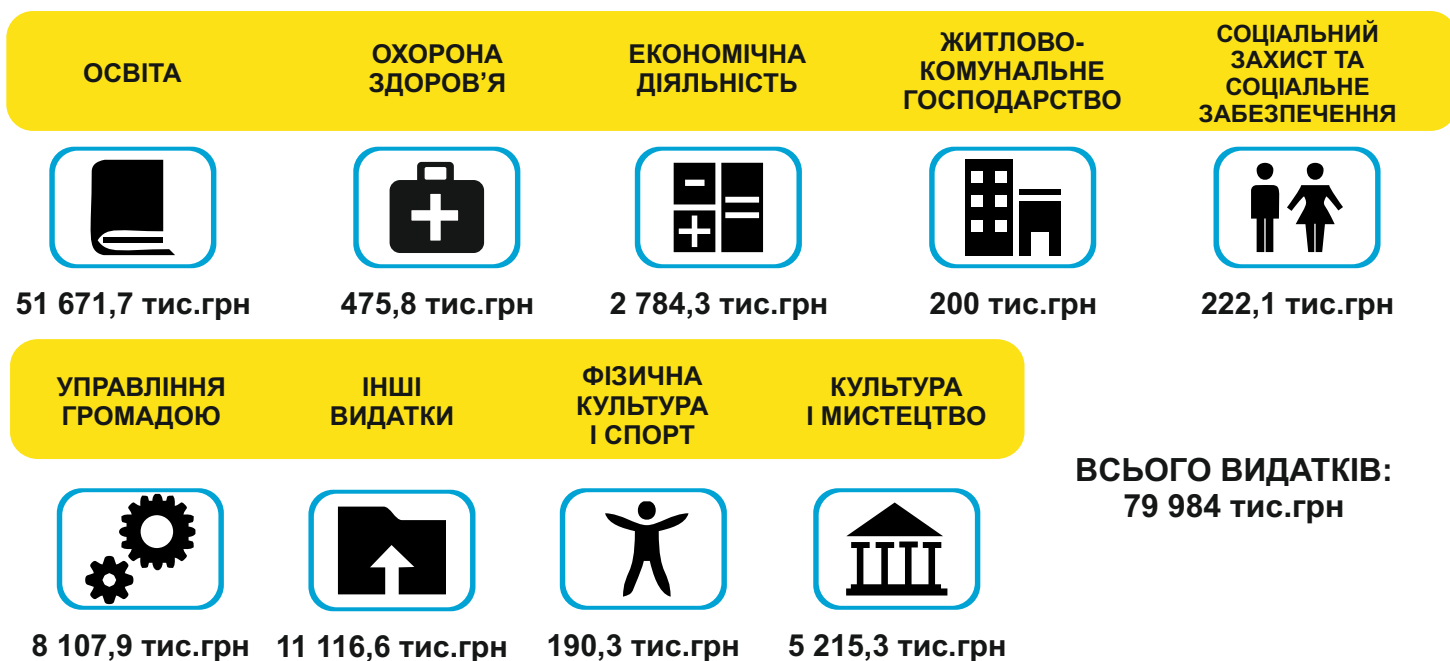 ОСВІТА
ОХОРОНА
ЗДОРОВ’Я
ЕКОНОМІЧНА
ДІЯЛЬНІСТЬ
ЖИТЛОВО-
КОМУНАЛЬНЕ
ГОСПОДАРСТВО
СОЦІАЛЬНИЙ
ЗАХИСТ ТА
СОЦІАЛЬНЕ
ЗАБЕЗПЕЧЕННЯ
51 671,7 тис.грн
475,8 тис.грн
2 784,3 тис.грн
200 тис.грн
222,1 тис.грн
УПРАВЛІННЯ
ГРОМАДОЮ
ІНШІ
ВИДАТКИ
ФІЗИЧНА
КУЛЬТУРА
І СПОРТ
КУЛЬТУРА
І МИСТЕЦТВО
8 107,9 тис.грн
11 116,6 тис.грн
190,3 тис.грн
5 215,3 тис.грн
ВСЬОГО ВИДАТКІВ:
79 984 тис.грн